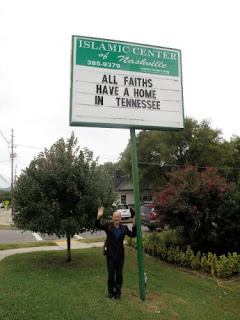 ISLAMIC CENTER
of Nashville
385-9379
ALL FAITHS
HAVE A HOME
IN TENNESSEE